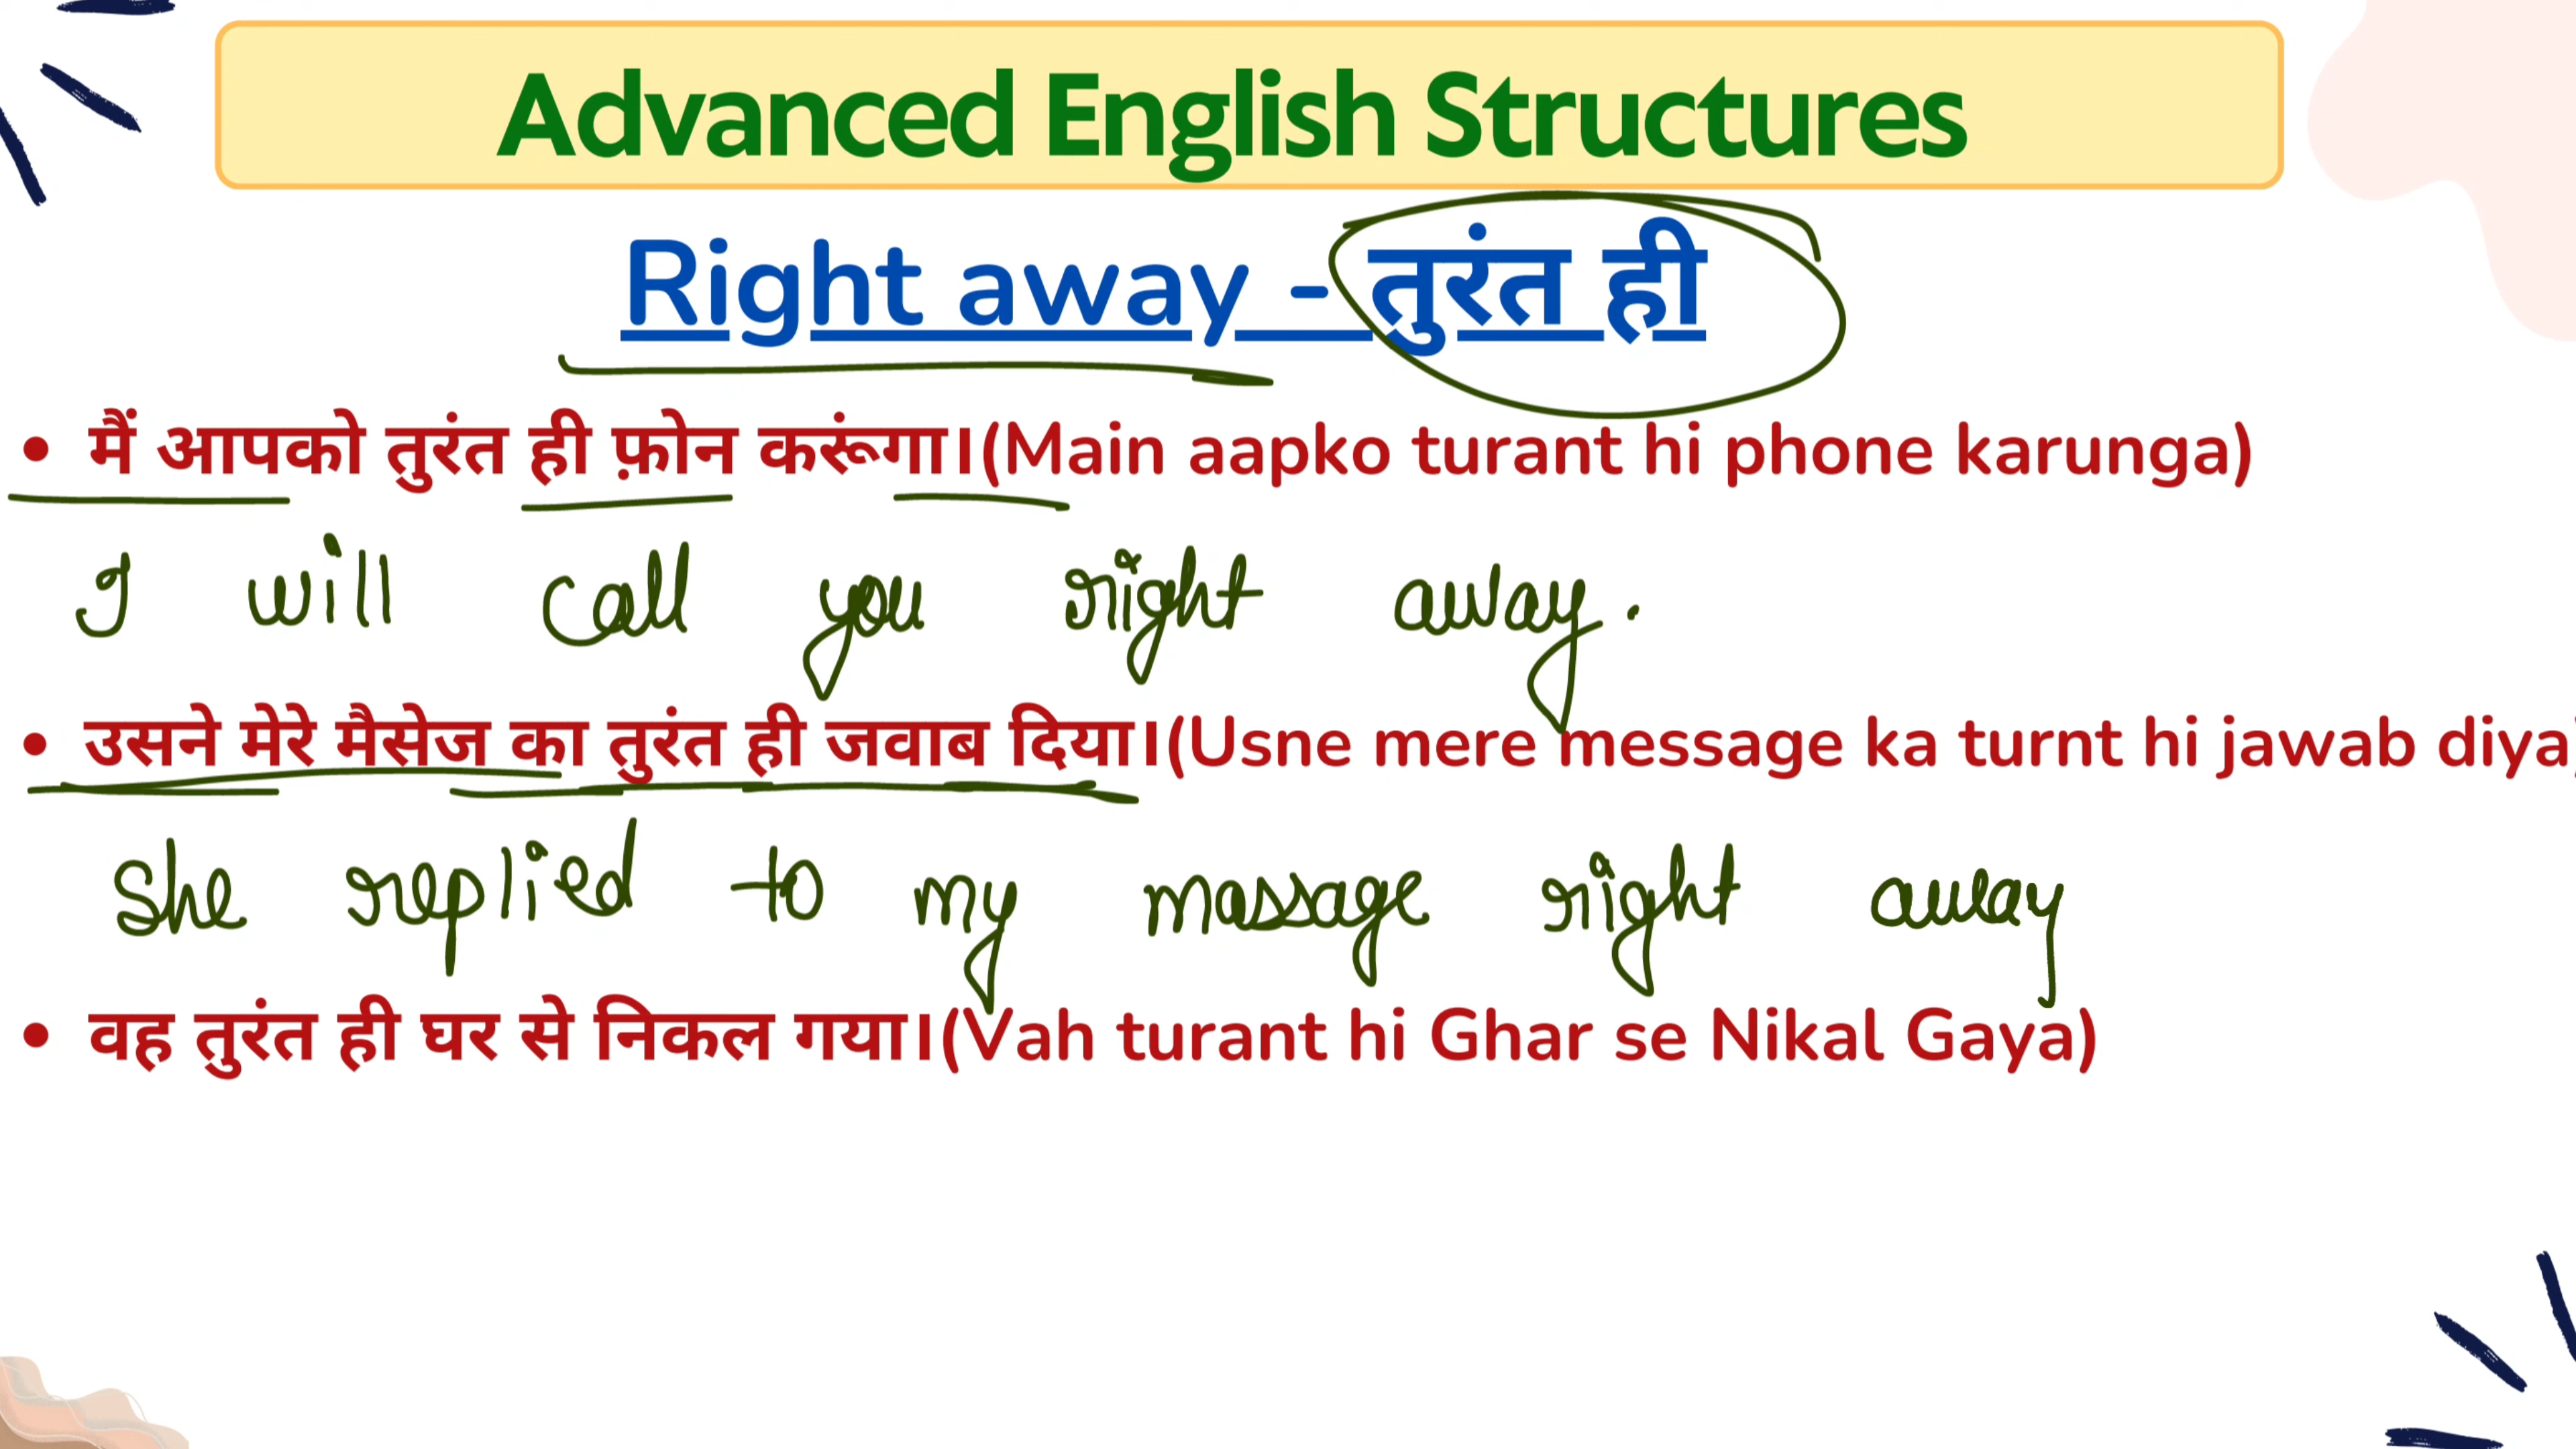 Advanced English Structures
Right away - तुरंत ही
• मैं आपको तुरंत ही फ़ोन करूंगा।(Main aapko turant hi phone karunga)
I will call you right away.
• उसने मेरे मैसेज का तुरंत ही जवाब दिया।(Usne mere message ka turnt hi jawab diya)
She replied to my massage right away
• वह तुरंत ही घर से निकल गया।(Vah turant hi Ghar se Nikal Gaya)